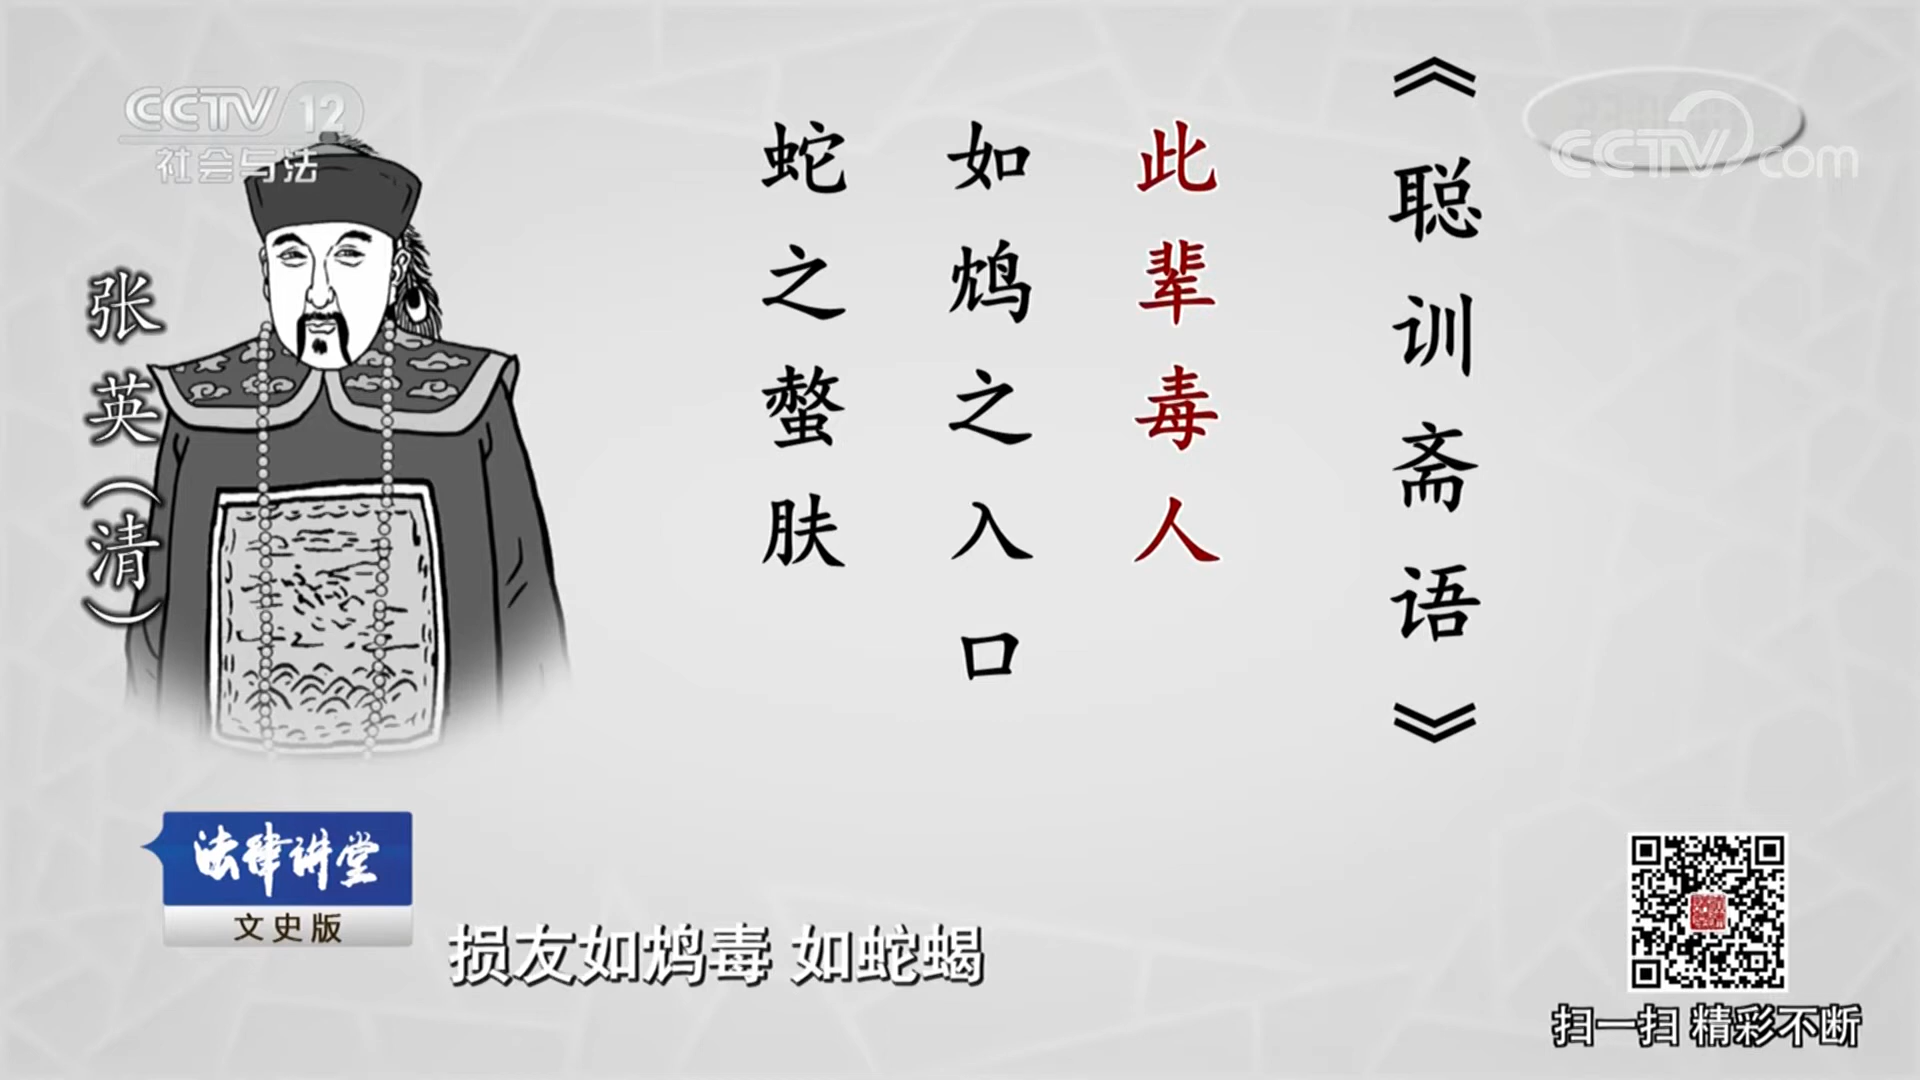 CCTV 12
社会与法
CCTV.com
《聪训斋语》
此辈毒人
如鸩之入口
蛇之螫肤
张英（清）
法律讲堂
文史版
损友如鸩毒 如蛇蝎
扫一扫 精彩不断